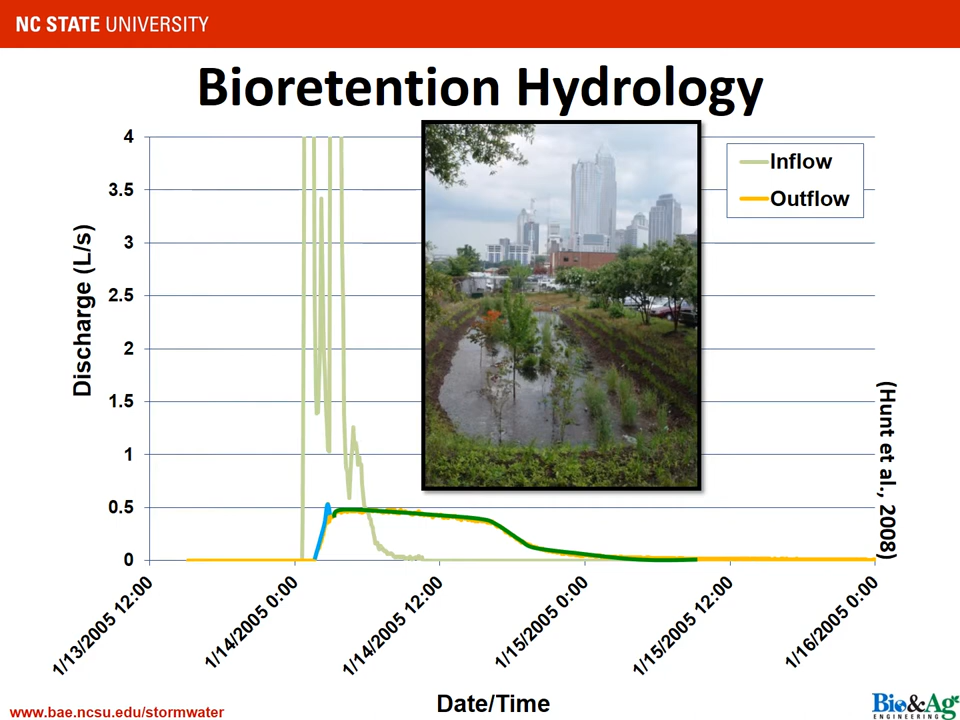 NC STATE UNIVERSITY
Bioretention Hydrology
4
3.5
3
2.5
2
1.5
1
0.5
0
Discharge (L/s)
Inflow
Outflow
(Hunt et al., 2008)
1/13/2005 12:00
1/14/2005 0:00
1/14/2005 12:00
1/15/2005 0:00
1/15/2005 12:00
1/16/2005 0:00
Date/Time
www.bae.ncsu.edu/stormwater
Bio&Ag
ENGINEERING